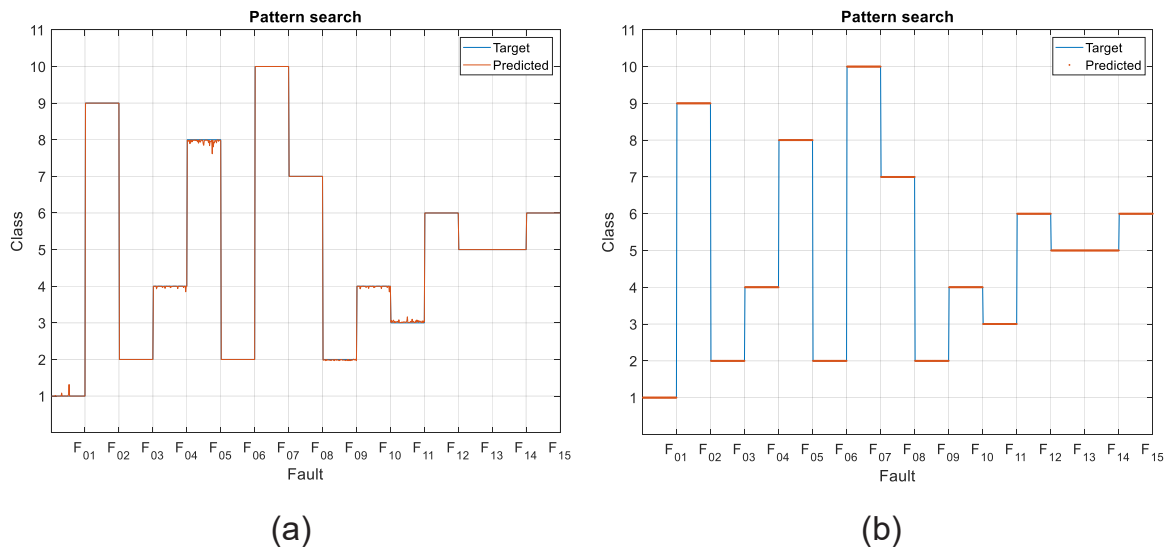 Pattern search
11
10
9
8
7
6
5
4
3
2
1
Class
Target
Predicted
F01 F02 F03 F04 F05 F06 F07 F08 F09 F10 F11 F12 F13 F14 F15
Fault
(a)
Pattern search
11
10
9
8
7
6
5
4
3
2
1
Class
Target
Predicted
F01 F02 F03 F04 F05 F06 F07 F08 F09 F10 F11 F12 F13 F14 F15
Fault
(b)